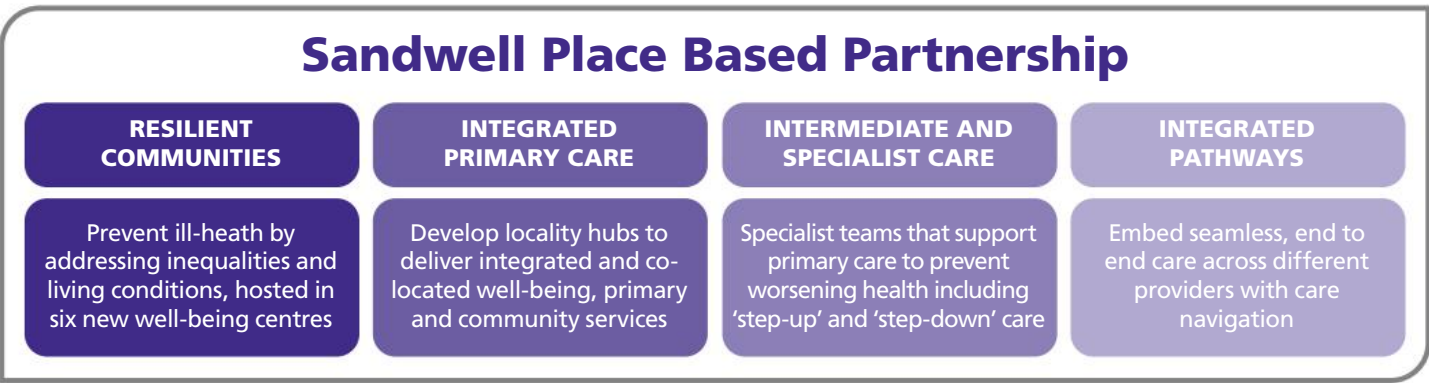 Sandwell Place Based Partnership
RESILIENT
COMMUNITIES
Prevent ill-heath by
addressing inequalities and
living conditions, hosted in
six new well-being centres
INTEGRATED
PRIMARY CARE
Develop locality hubs to
deliver integrated and co-
located well-being, primary
and community services
INTERMEDIATE AND
SPECIALIST CARE
Specialist teams that support
primary care to prevent
worsening health including
‘step-up’ and ‘step-down’ care
INTEGRATED
PATHWAYS
Embed seamless, end to
end care across different
providers with care
navigation